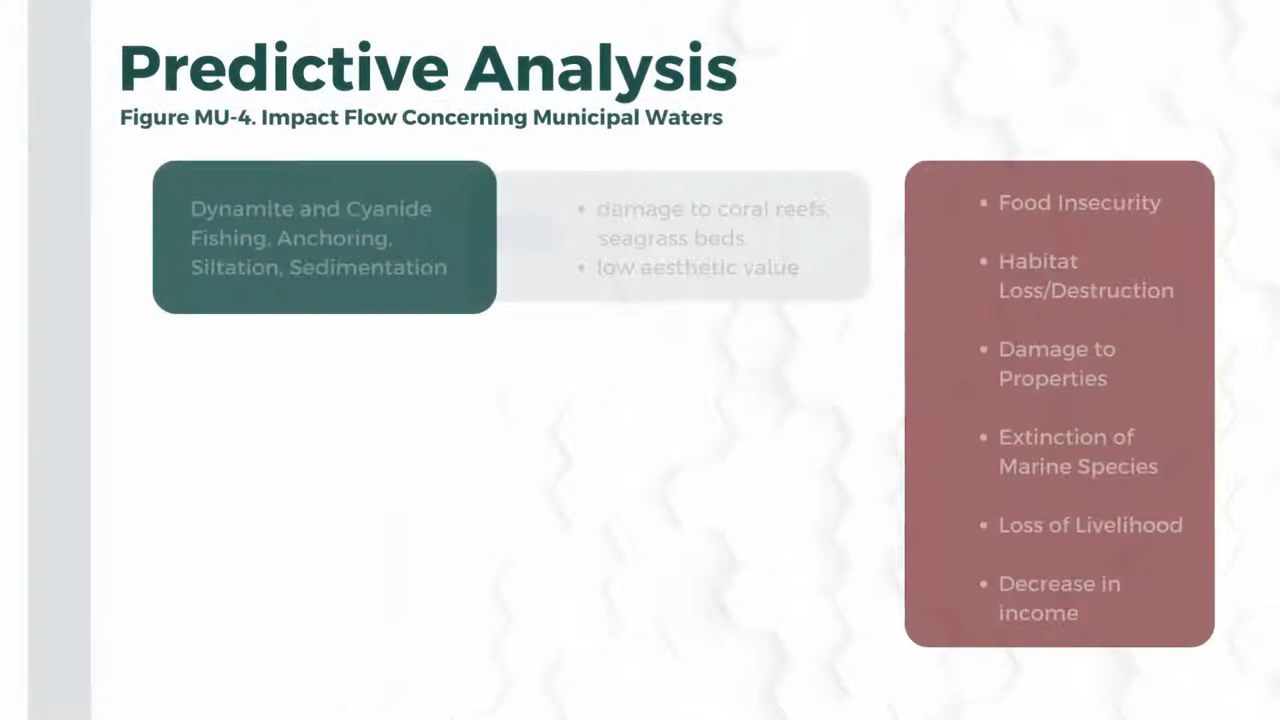 Predictive Analysis
Figure MU-4. Impact Flow Concerning Municipal Waters
Dynamite and Cyanide
Fishing, Anchoring,
Siltation, Sedimentation
• damage to coral reefs,
seagrass beds
• low aesthetic value
• Food Insecurity
• Habitat
Loss/Destruction
• Damage to
Properties
• Extinction of
Marine Species
• Loss of Livelihood
• Decrease in
income